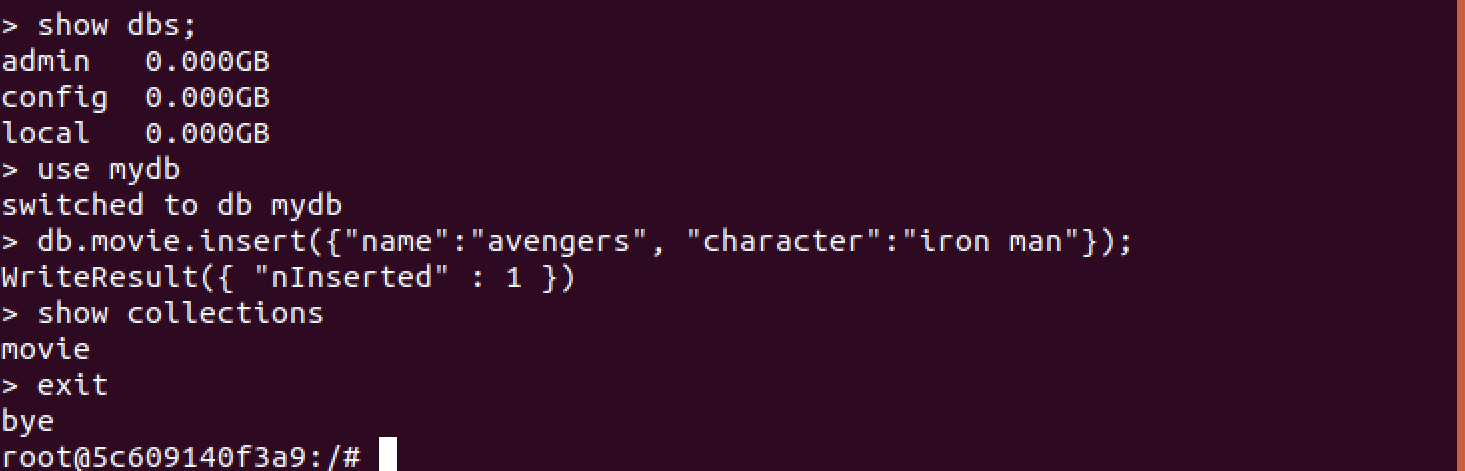 > show dbs;
admin   0.000GB
config  0.000GB
local   0.000GB
> use mydb
switched to db mydb
> db.movie.insert({"name":"avengers", "character":"iron man"});
WriteResult({ "nInserted" : 1 })
> show collections
movie
> exit
bye
root@5c609140f3a9:/#